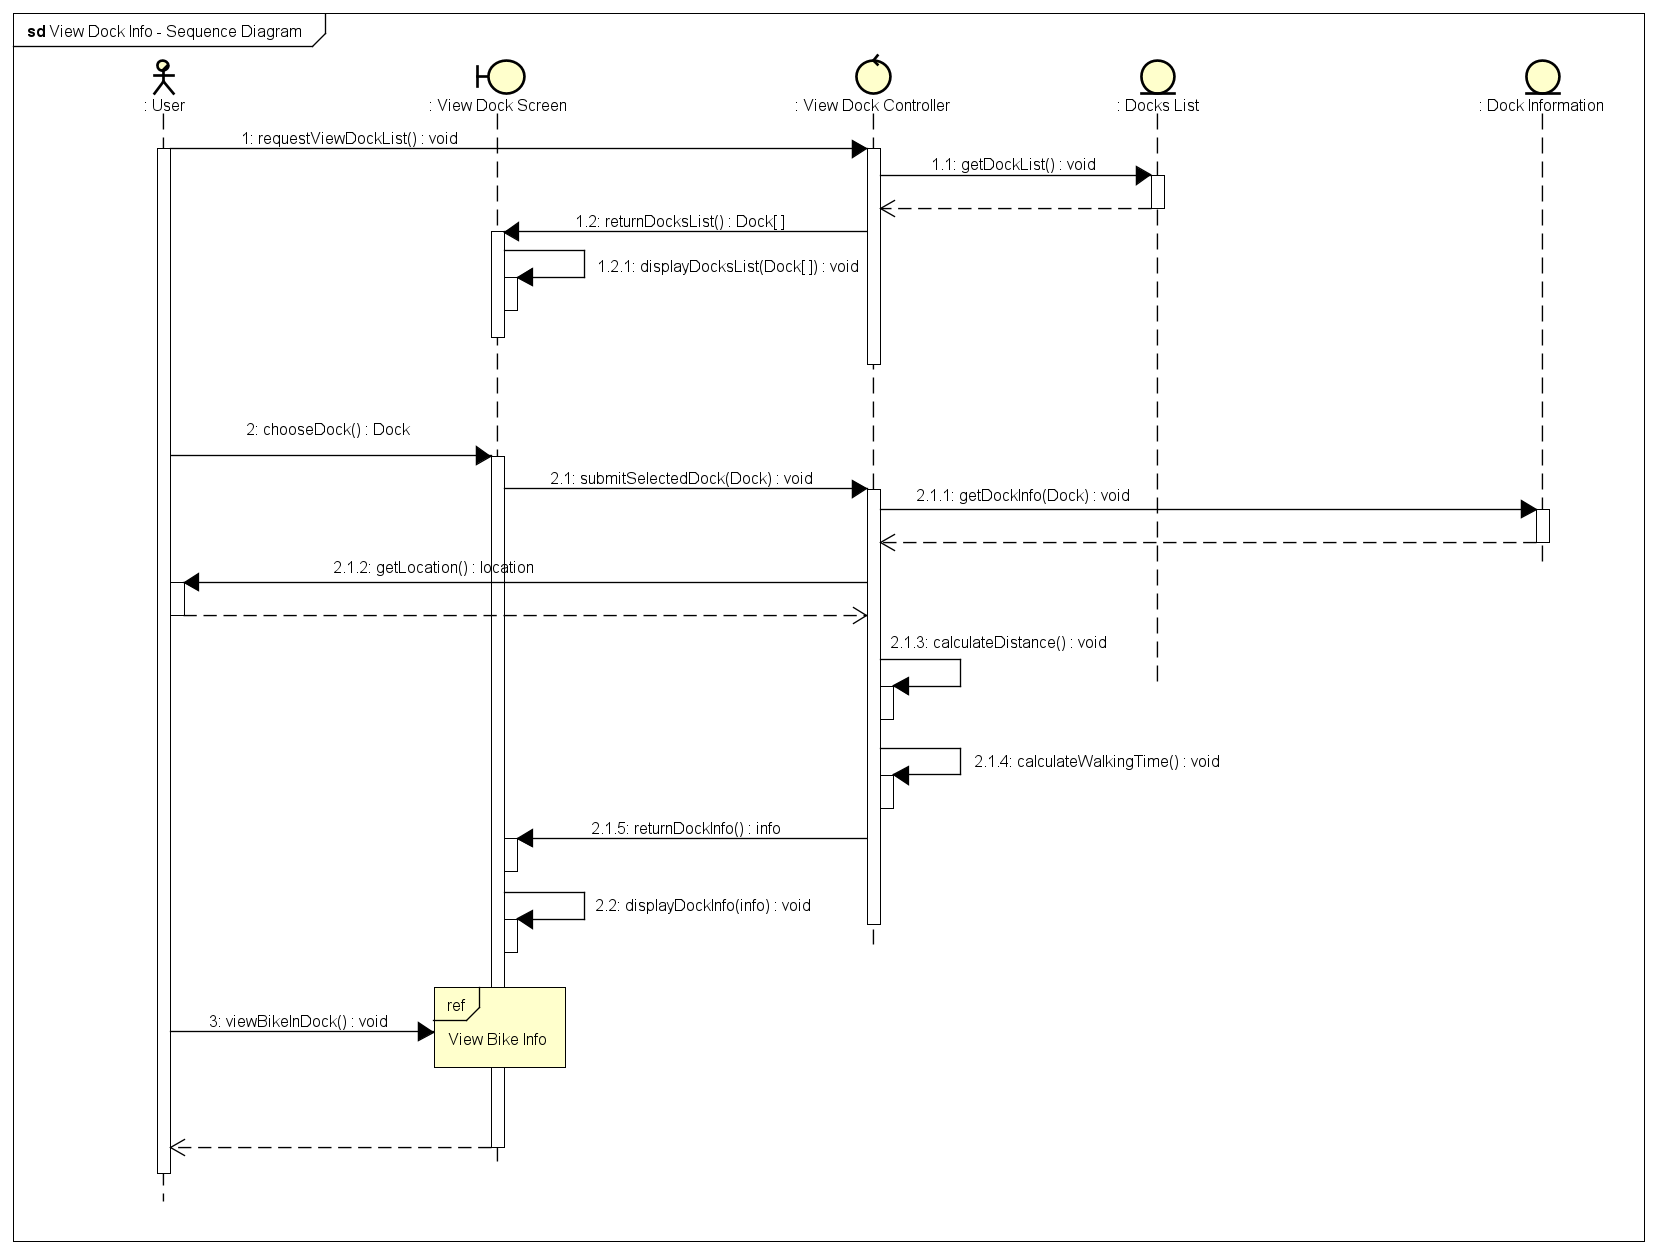 sd View Dock Info - Sequence Diagram
: User
: View Dock Screen
: View Dock Controller
: Docks List
: Dock Information
1: requestViewDockList() : void
1.1: getDockList() : void
1.2: returnDocksList() : Dock[ ]
1.2.1: displayDocksList(Dock[ ]) : void
2: chooseDock() : Dock
2.1: submitSelectedDock(Dock) : void
2.1.1: getDockInfo(Dock) : void
2.1.2: getLocation() : location
2.1.3: calculateDistance() : void
2.1.4: calculateWalkingTime() : void
2.1.5: returnDockInfo() : info
2.2: displayDockInfo(info) : void
ref
3: viewBikeInDock() : void
View Bike Info